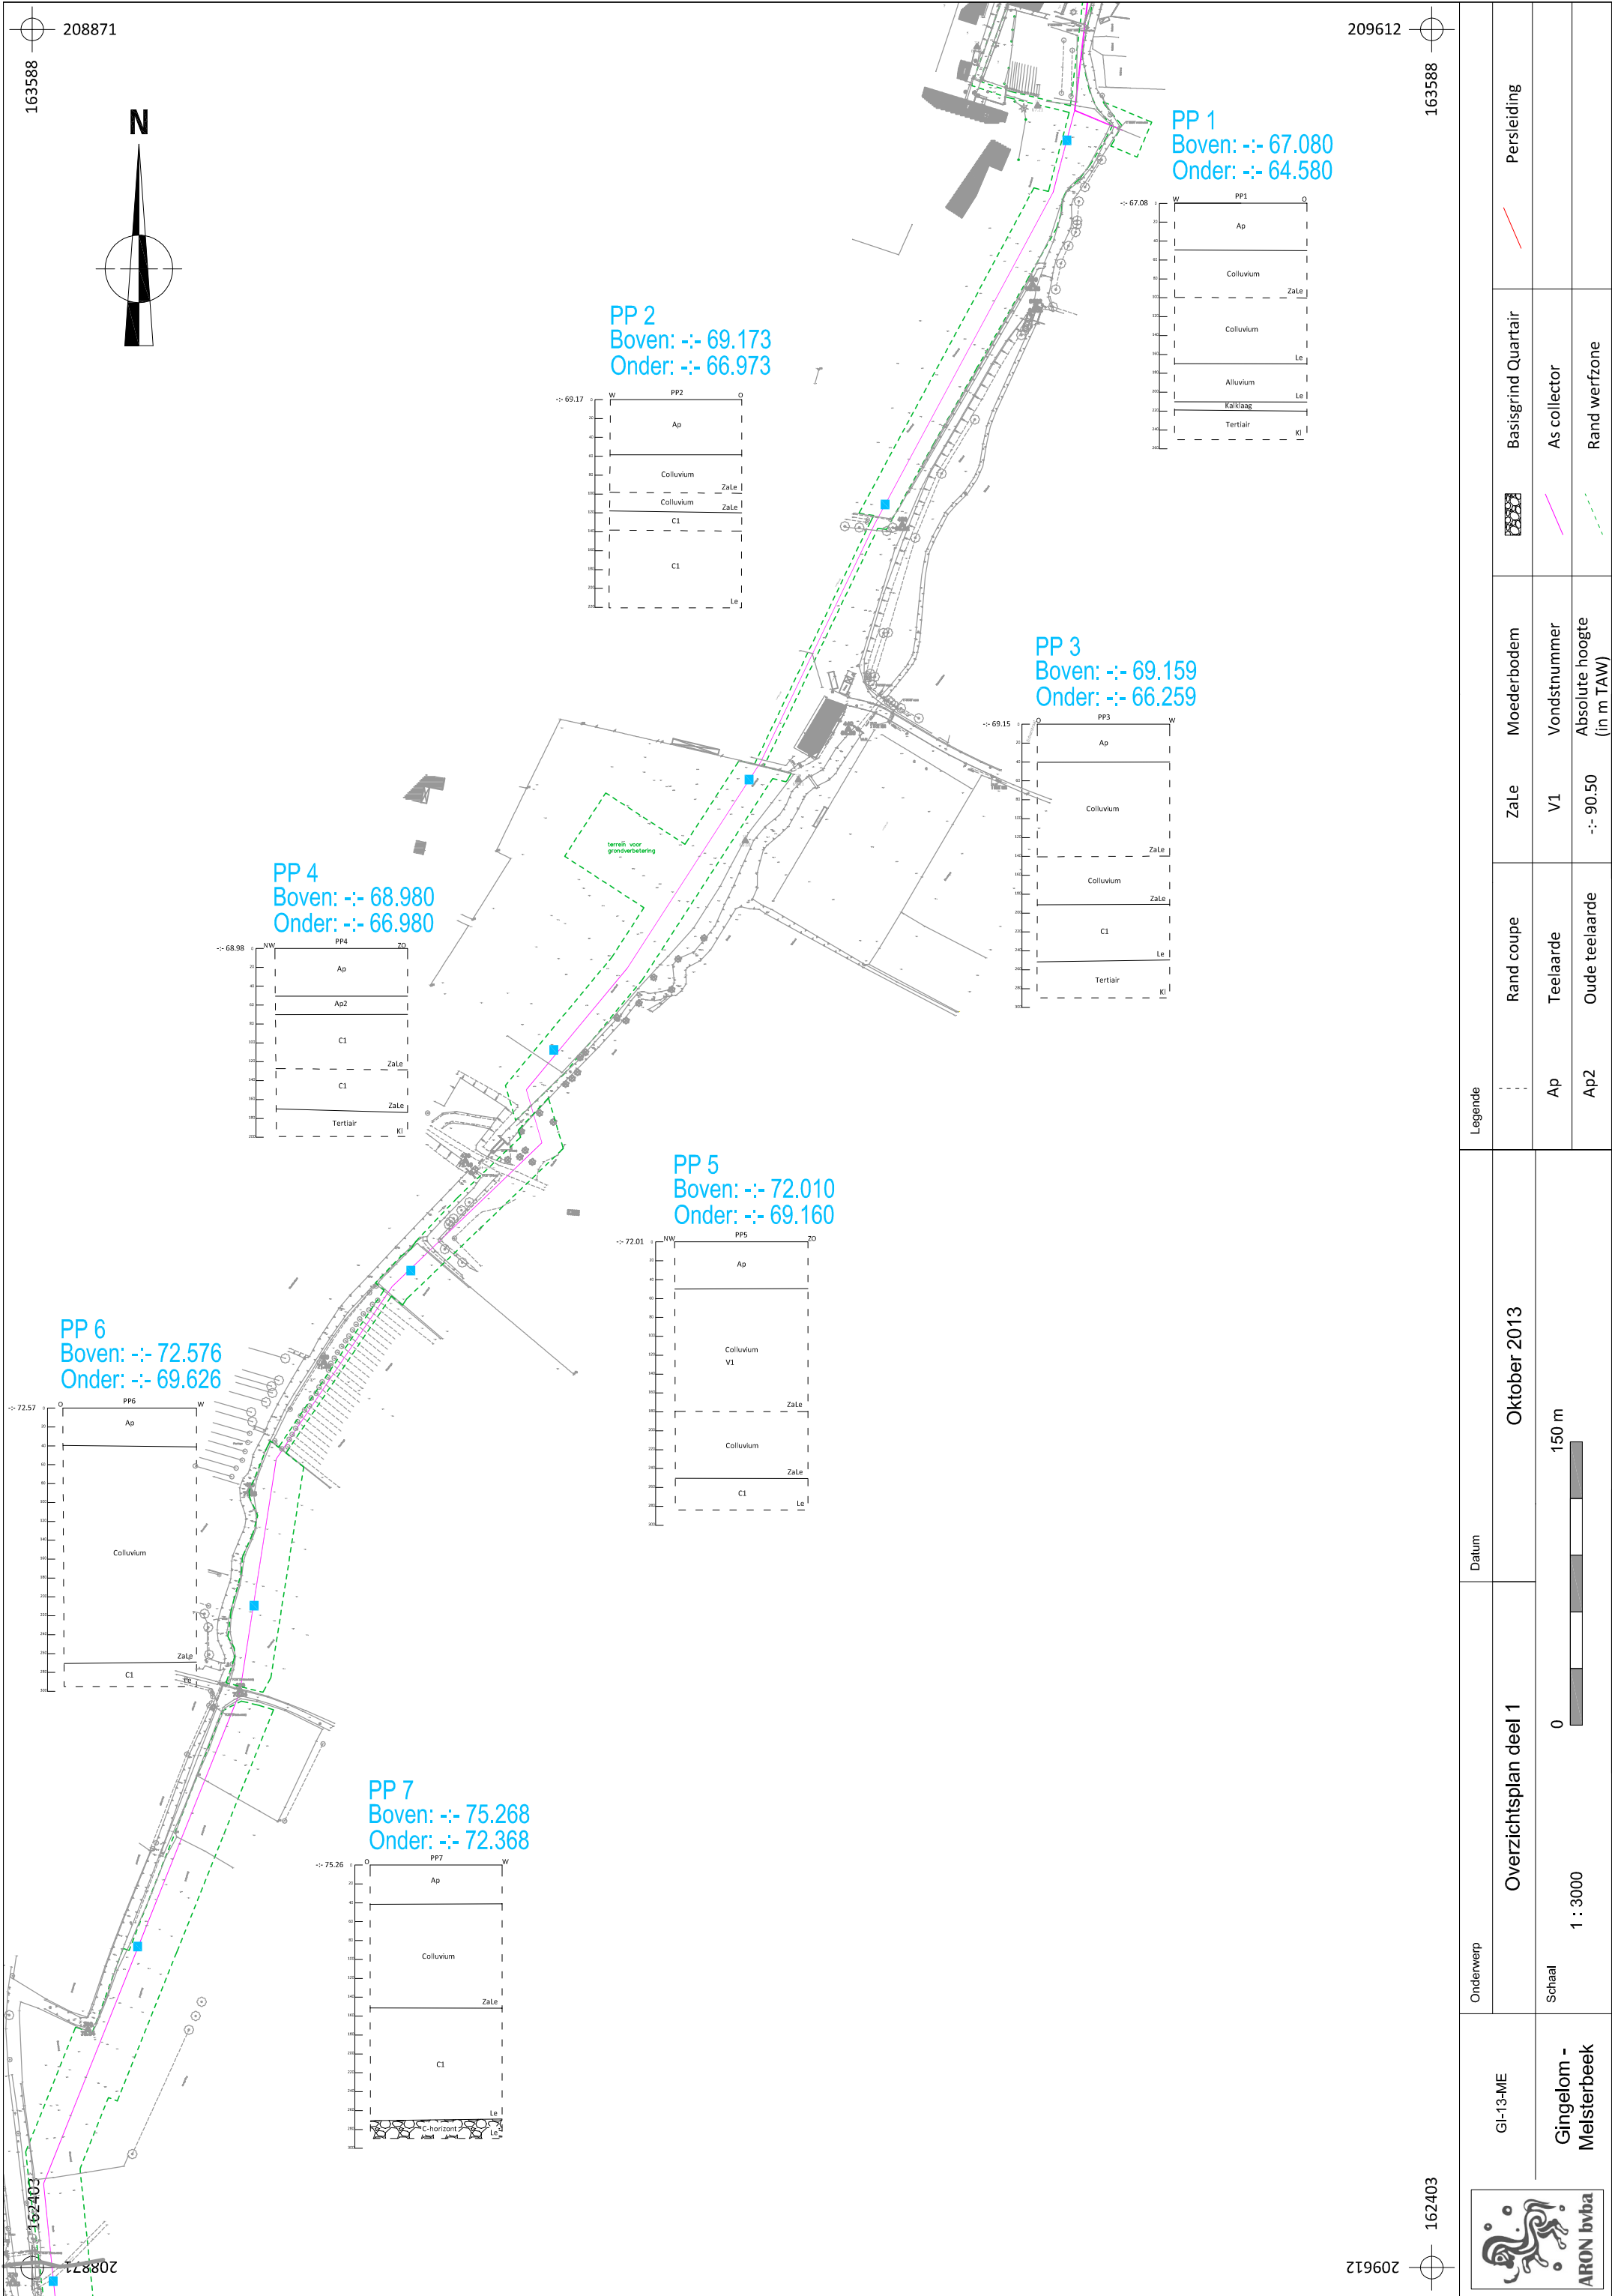 208871
163588
209612
163588
N
PP 1
Boven: -:- 67.080
Onder: -:- 64.580
-:- 67.08
W PP1 O
Ap
Colluvium
ZaLe
Colluvium
Le
Alluvium
Le
Kalklaag
Tertiair
Kl
PP 2
Boven: -:- 69.173
Onder: -:- 66.973
-:- 69.17
W PP2 O
Ap
Colluvium
ZaLe
Colluvium
ZaLe
C1
C1
Le
PP 3
Boven: -:- 69.159
Onder: -:- 66.259
-:- 69.15
O PP3 W
Ap
Colluvium
ZaLe
Colluvium
ZaLe
C1
Le
Tertiair
Kl
terrein voor
grondverbetering
PP 4
Boven: -:- 68.980
Onder: -:- 66.980
-:- 68.98
NW PP4 ZO
Ap
Ap2
C1
ZaLe
C1
ZaLe
Tertiair
Kl
PP 5
Boven: -:- 72.010
Onder: -:- 69.160
-:- 72.01
NW PP5 ZO
Ap
Colluvium
V1
ZaLe
Colluvium
ZaLe
C1
Le
PP 6
Boven: -:- 72.576
Onder: -:- 69.626
-:- 72.57
O PP6 W
Ap
Colluvium
ZaLe
C1
Le
PP 7
Boven: -:- 75.268
Onder: -:- 72.368
-:- 75.26
O PP7 W
Ap
Colluvium
ZaLe
C1
Le
C-horizont
Le
162403
208871
162403
209612
ARON bvba
GI-13-ME
Gingelom -
Melsterbeek
Onderwerp
Overzichtsplan deel 1
Schaal
1 : 3000
0 150 m
Datum
Oktober 2013
Legende
Rand coupe
Ap Teelaarde
Ap2 Oude teelaarde
ZaLe Moederbodem
V1 Vondstnummer
-:- 90.50 Absolute hoogte
(in m TAW)
Basisgrind Quartair
As collector
Rand werfzone
Persleiding